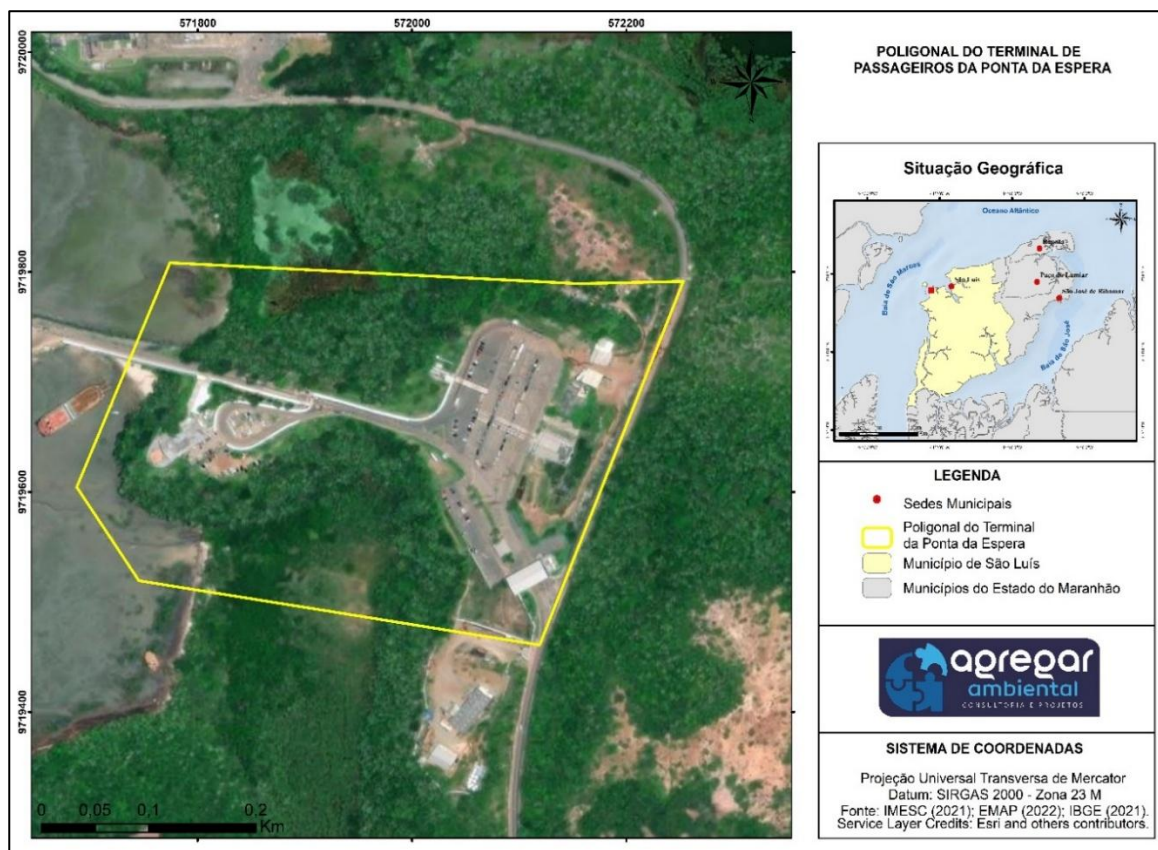 571800
572000
572200
9720000
9719800
9719600
9719400
0
0,05
0,1
0,2
Km
POLIGONAL DO TERMINAL DE
PASSAGEIROS DA PONTA DA ESPERA
Situação Geográfica
Oceano Atlântico
Baía de São Marcos
São Luís
Paço do Lumiar
São José de Ribamar
Baía de São José
LEGENDA
Sedes Municipais
Poligonal do Terminal
da Ponta da Espera
Município de São Luís
Municípios do Estado do Maranhão
agregar
ambiental
CONSULTORIA E PROJETOS
SISTEMA DE COORDENADAS
Projeção Universal Transversa de Mercator
Datum: SIRGAS 2000 - Zona 23 M
Fonte: IMESC (2021); EMAP (2022); IBGE (2021).
Service Layer Credits: Esri and others contributors.